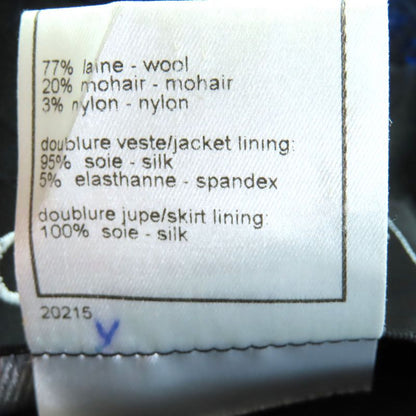 77% laine - wool
20% mohair - mohair
3% nylon - nylon
doublure veste/jacket lining:
95% soie - silk
5% elasthanne - spandex
doublure jupe/skirt lining:
100% soie - silk
20215